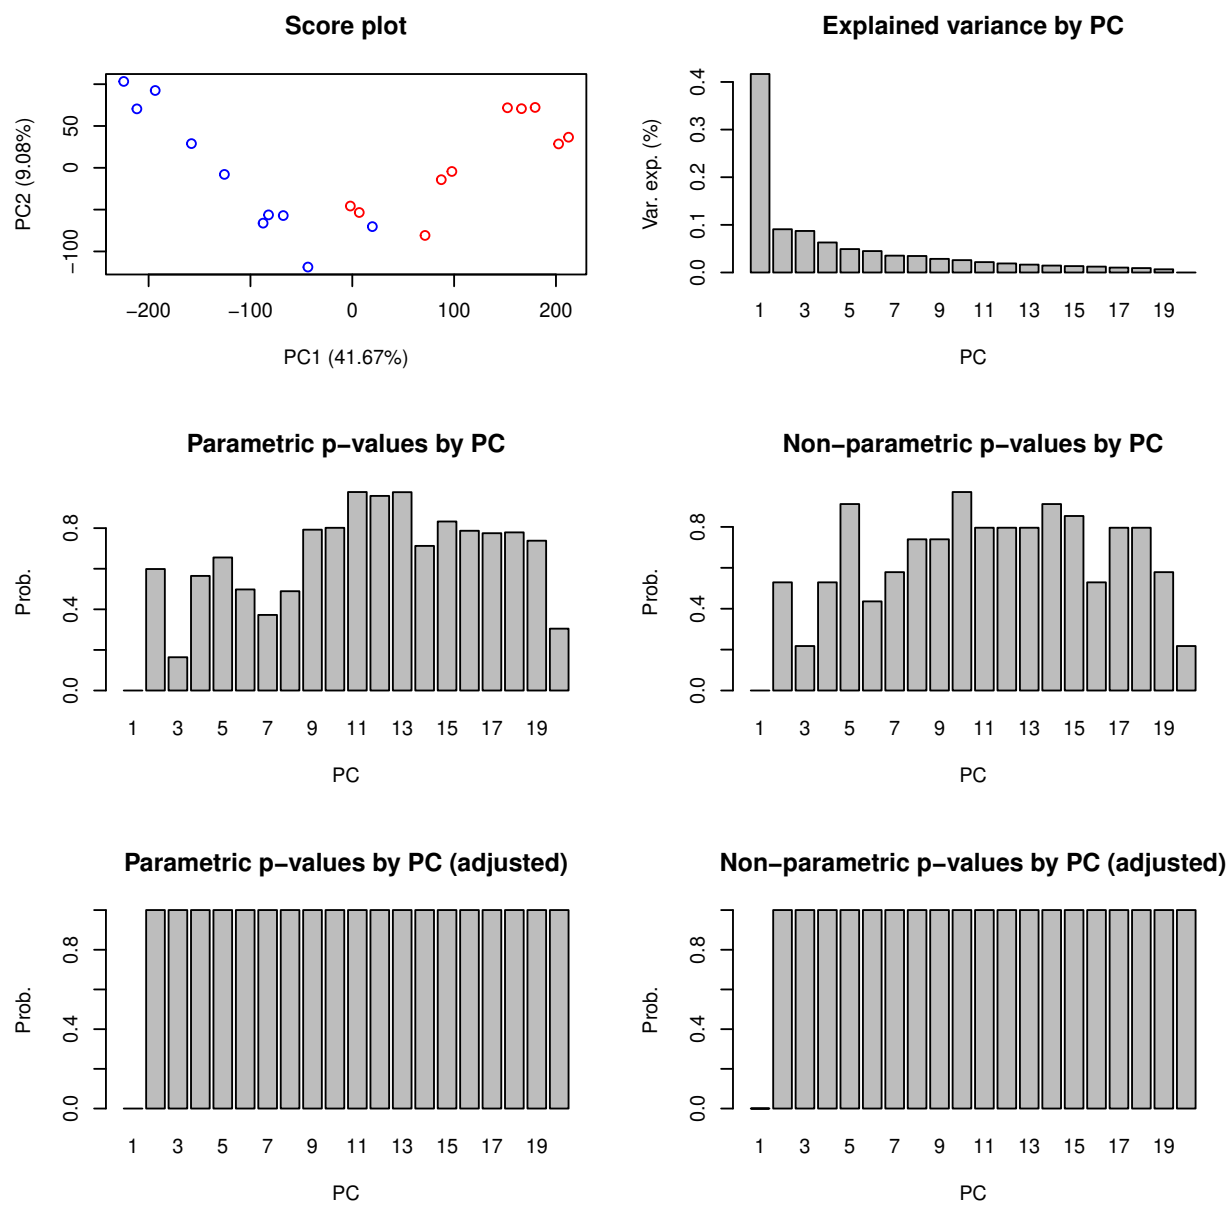 Score plot
PC2 (9.08%)
50
0
−100
−200
−100
0
100
200
PC1 (41.67%)
Explained variance by PC
Var. exp. (%)
0.4
0.3
0.2
0.1
0.0
1 3 5 7 9 11 13 15 17 19
PC
Parametric p−values by PC
Prob.
0.8
0.4
0.0
1 3 5 7 9 11 13 15 17 19
PC
Non−parametric p−values by PC
Prob.
0.8
0.4
0.0
1 3 5 7 9 11 13 15 17 19
PC
Parametric p−values by PC (adjusted)
Prob.
0.8
0.4
0.0
1 3 5 7 9 11 13 15 17 19
PC
Non−parametric p−values by PC (adjusted)
Prob.
0.8
0.4
0.0
1 3 5 7 9 11 13 15 17 19
PC